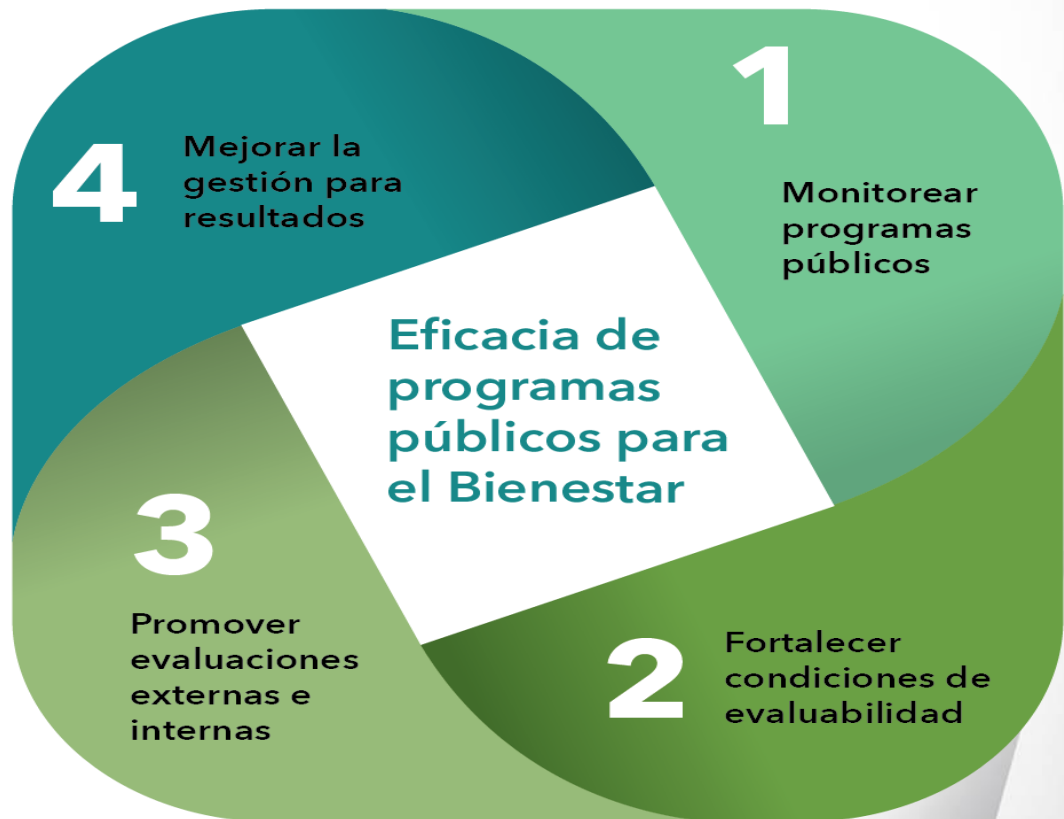 1
Monitorear
programas
públicos
2
Fortalecer
condiciones de
evaluabilidad
3
Promover
evaluaciones
externas e
internas
4
Mejorar la
gestión para
resultados
Eficacia de
programas
públicos para
el Bienestar